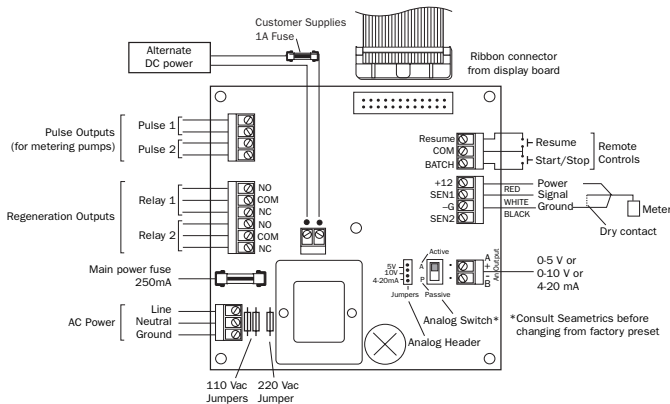 Customer Supplies
1A Fuse
Alternate
DC power
Ribbon connector
from display board
Pulse Outputs
(for metering pumps)
Pulse 1
Pulse 2
Resume
COM
BATCH
Resume
Start/Stop
Remote
Controls
Regeneration Outputs
Relay 1
Relay 2
NO
COM
NC
NO
COM
NC
+12
SEN1
–G
SEN2
RED
WHITE
BLACK
Power
Signal
Ground
Meter
Dry contact
Main power fuse
250mA
Active
5V
10V
4-20mA
A
P
Jumpers
Passive
A
+
–
B
An Output
0-5 V or
0-10 V or
4-20 mA
AC Power
Line
Neutral
Ground
Analog Switch*
Analog Header
*Consult Seametrics before
changing from factory preset
110 Vac
Jumpers
220 Vac
Jumper